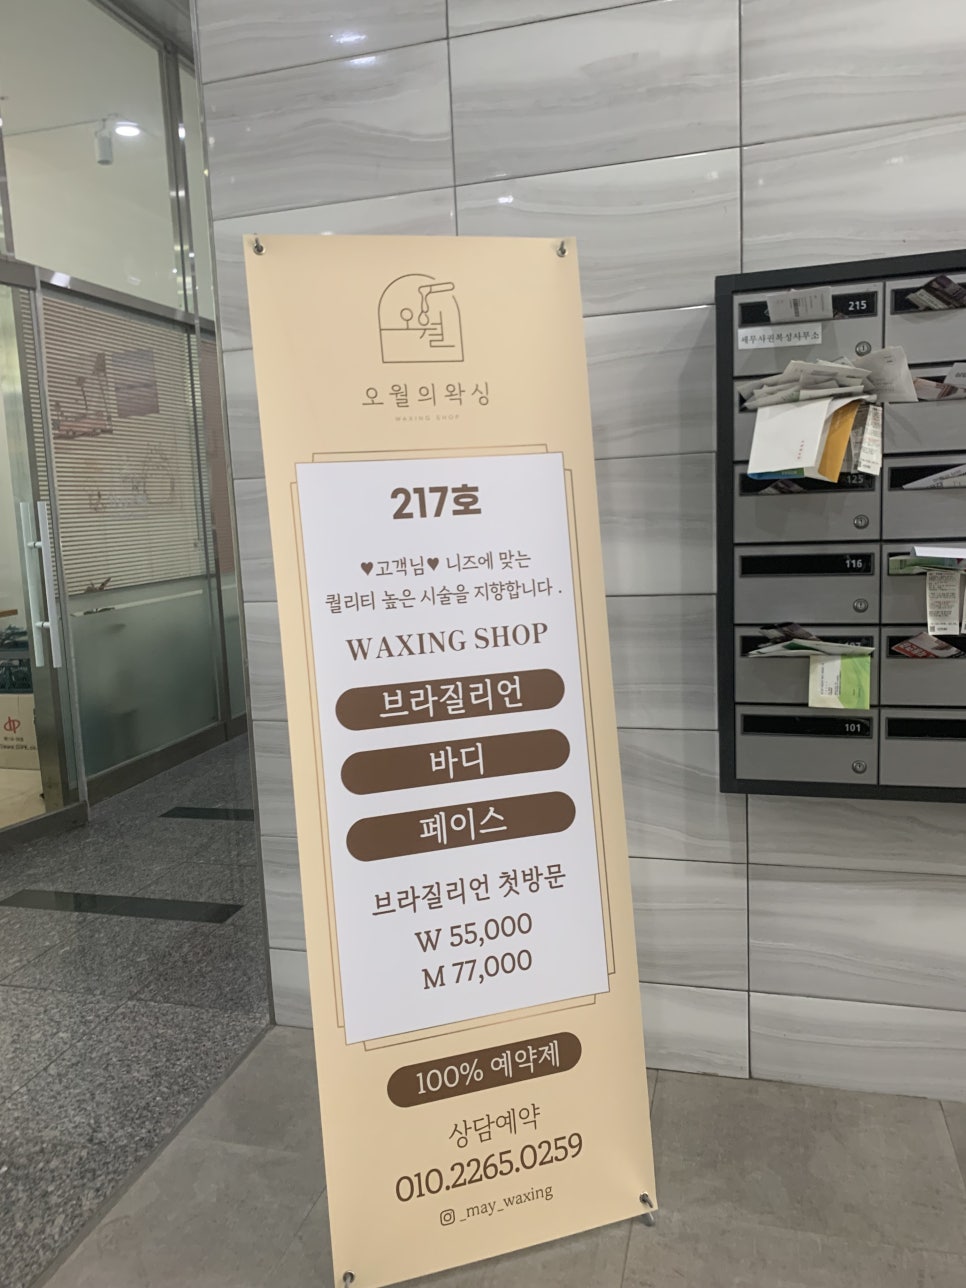 오월
오월의왁싱
WAXING SHOP
217호
♥고객님♥ 니즈에 맞는
퀄리티 높은 시술을 지향합니다.
WAXING SHOP
브라질리언
바디
페이스
브라질리언 첫방문
W 55,000
M 77,000
100% 예약제
상담예약
010.2265.0259
_may_waxing
215
세무사권복성사무소
125
116
101